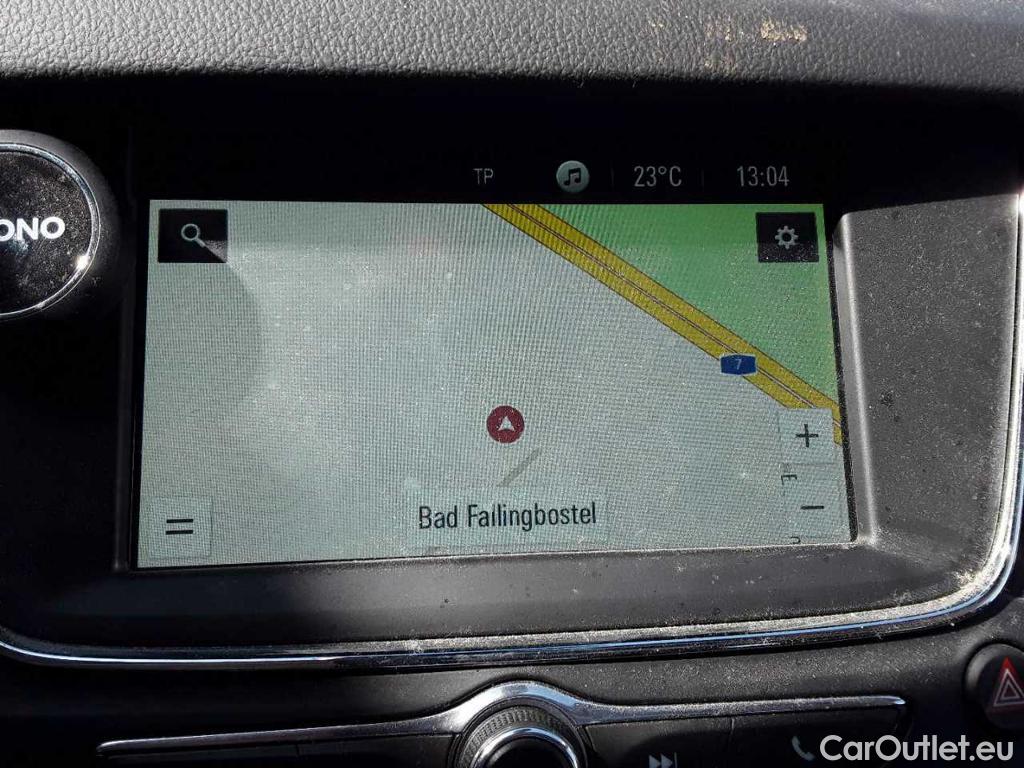 TP 23°C 13:04
ONO
7
Bad Fallingbostel
CarOutlet.eu